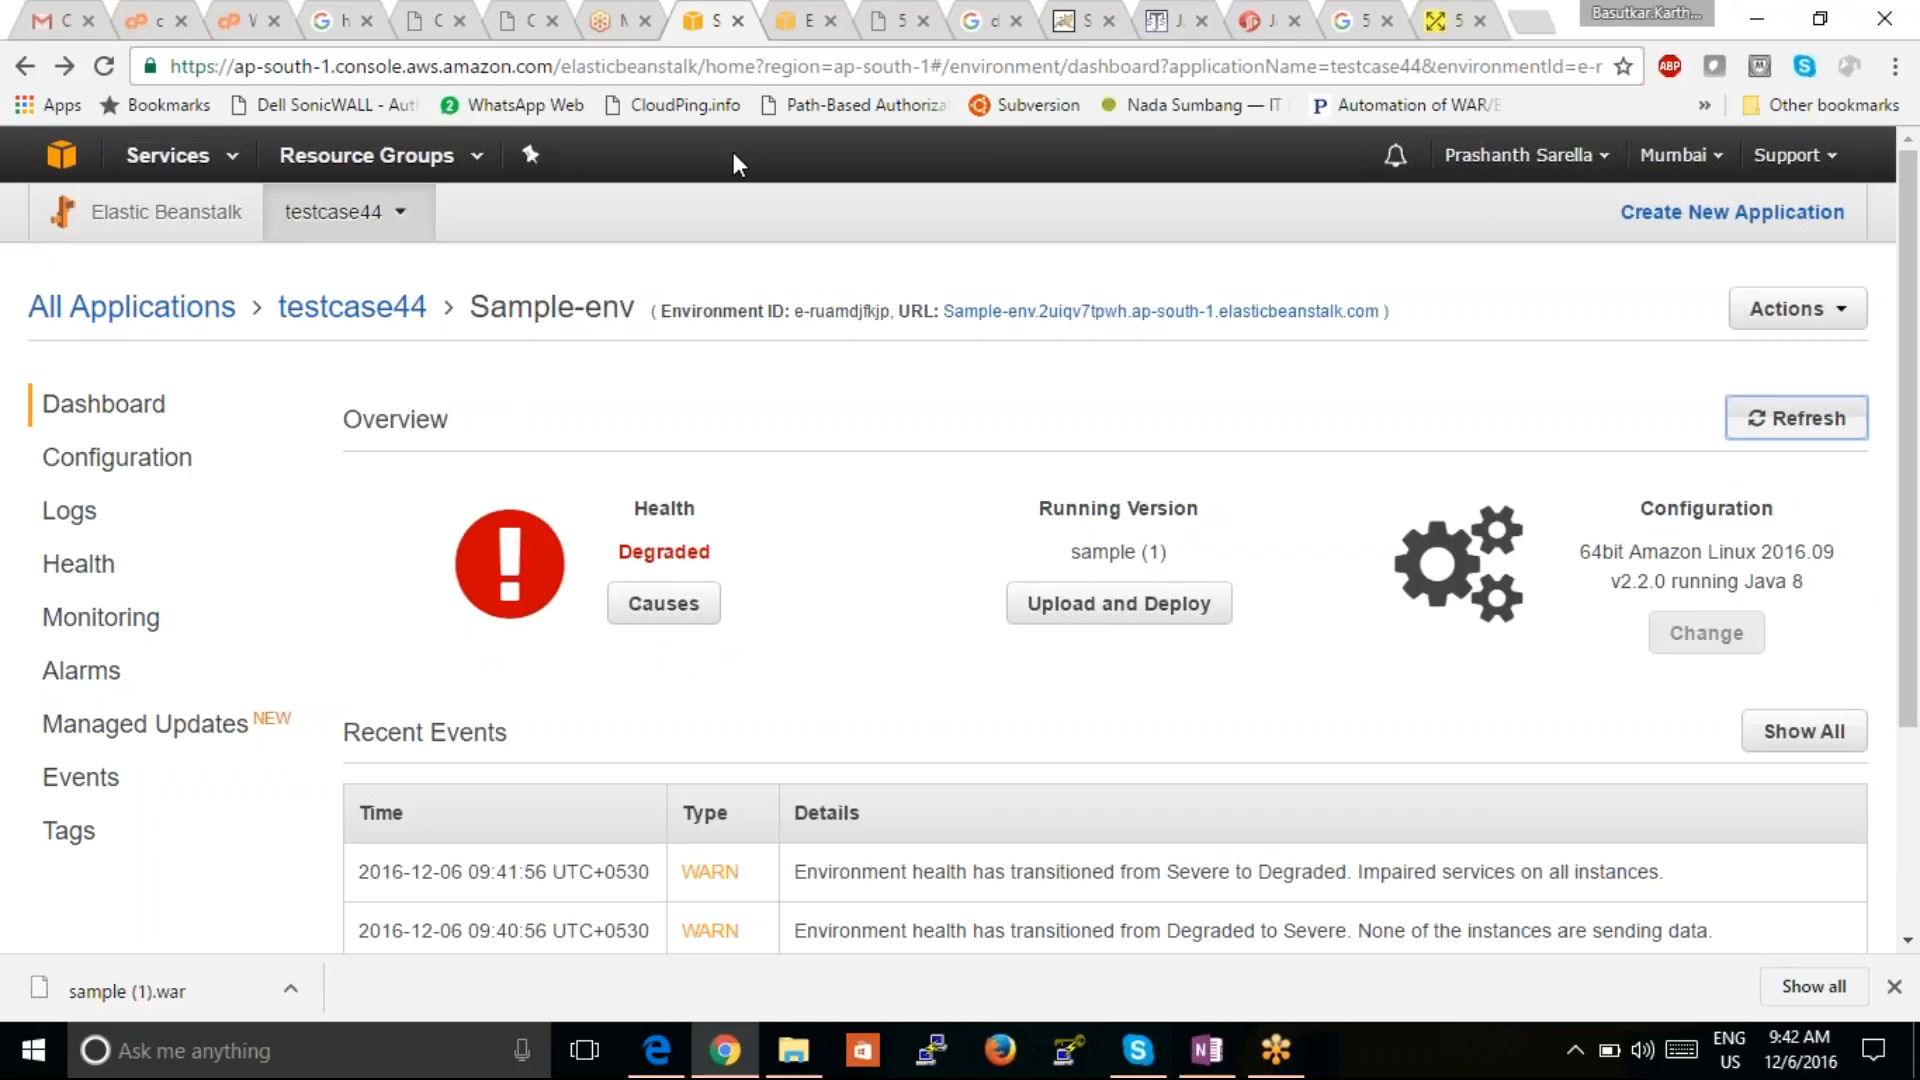 C
c
V
h
C
C
M
S
E
5
d
S
J
J
5
5
Basutkar.Karth...
https://ap-south-1.console.aws.amazon.com/elasticbeanstalk/home?region=ap-south-1#/environment/dashboard?applicationName=testcase44&environmentId=e-r
ABP
Apps
Bookmarks
Dell SonicWALL - Aut
WhatsApp Web
CloudPing.info
Path-Based Authoriza
Subversion
Nada Sumbang — IT
Automation of WAR/E
Other bookmarks
Services
Resource Groups
Prashanth Sarella
Mumbai
Support
Elastic Beanstalk
testcase44
Create New Application
All Applications > testcase44 > Sample-env ( Environment ID: e-ruamdjfkjp, URL: Sample-env.2uiqv7tpwh.ap-south-1.elasticbeanstalk.com )
Actions
Dashboard
Configuration
Logs
Health
Monitoring
Alarms
Managed Updates NEW
Events
Tags
Overview
Refresh
Health
Degraded
Causes
Running Version
sample (1)
Upload and Deploy
Configuration
64bit Amazon Linux 2016.09
v2.2.0 running Java 8
Change
Recent Events
Show All
Time Type Details
2016-12-06 09:41:56 UTC+0530 WARN Environment health has transitioned from Severe to Degraded. Impaired services on all instances.
2016-12-06 09:40:56 UTC+0530 WARN Environment health has transitioned from Degraded to Severe. None of the instances are sending data.
sample (1).war
Show all
Ask me anything
ENG
US
9:42 AM
12/6/2016